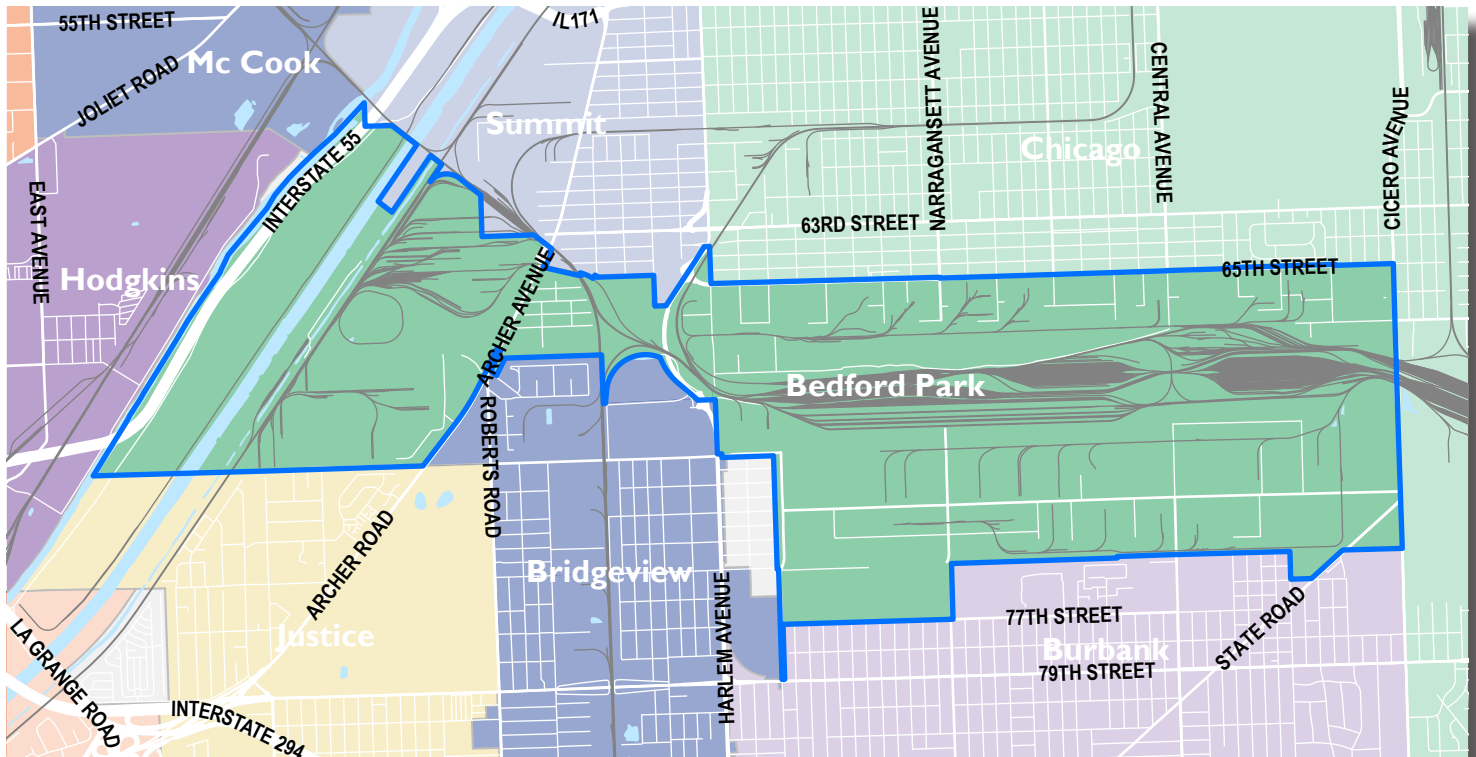 55TH STREET
IL171
Mc Cook
JOLIET ROAD
NARRAGANSETT AVENUE
CENTRAL AVENUE
CICERO AVENUE
Summit
Chicago
INTERSTATE 55
EAST AVENUE
63RD STREET
Hodgkins
65TH STREET
ARCHER AVENUE
Bedford Park
ROBERTS ROAD
ARCHER ROAD
Bridgeview
HARLEM AVENUE
77TH STREET
Justice
Burbank
STATE ROAD
79TH STREET
LA GRANGE ROAD
INTERSTATE 294